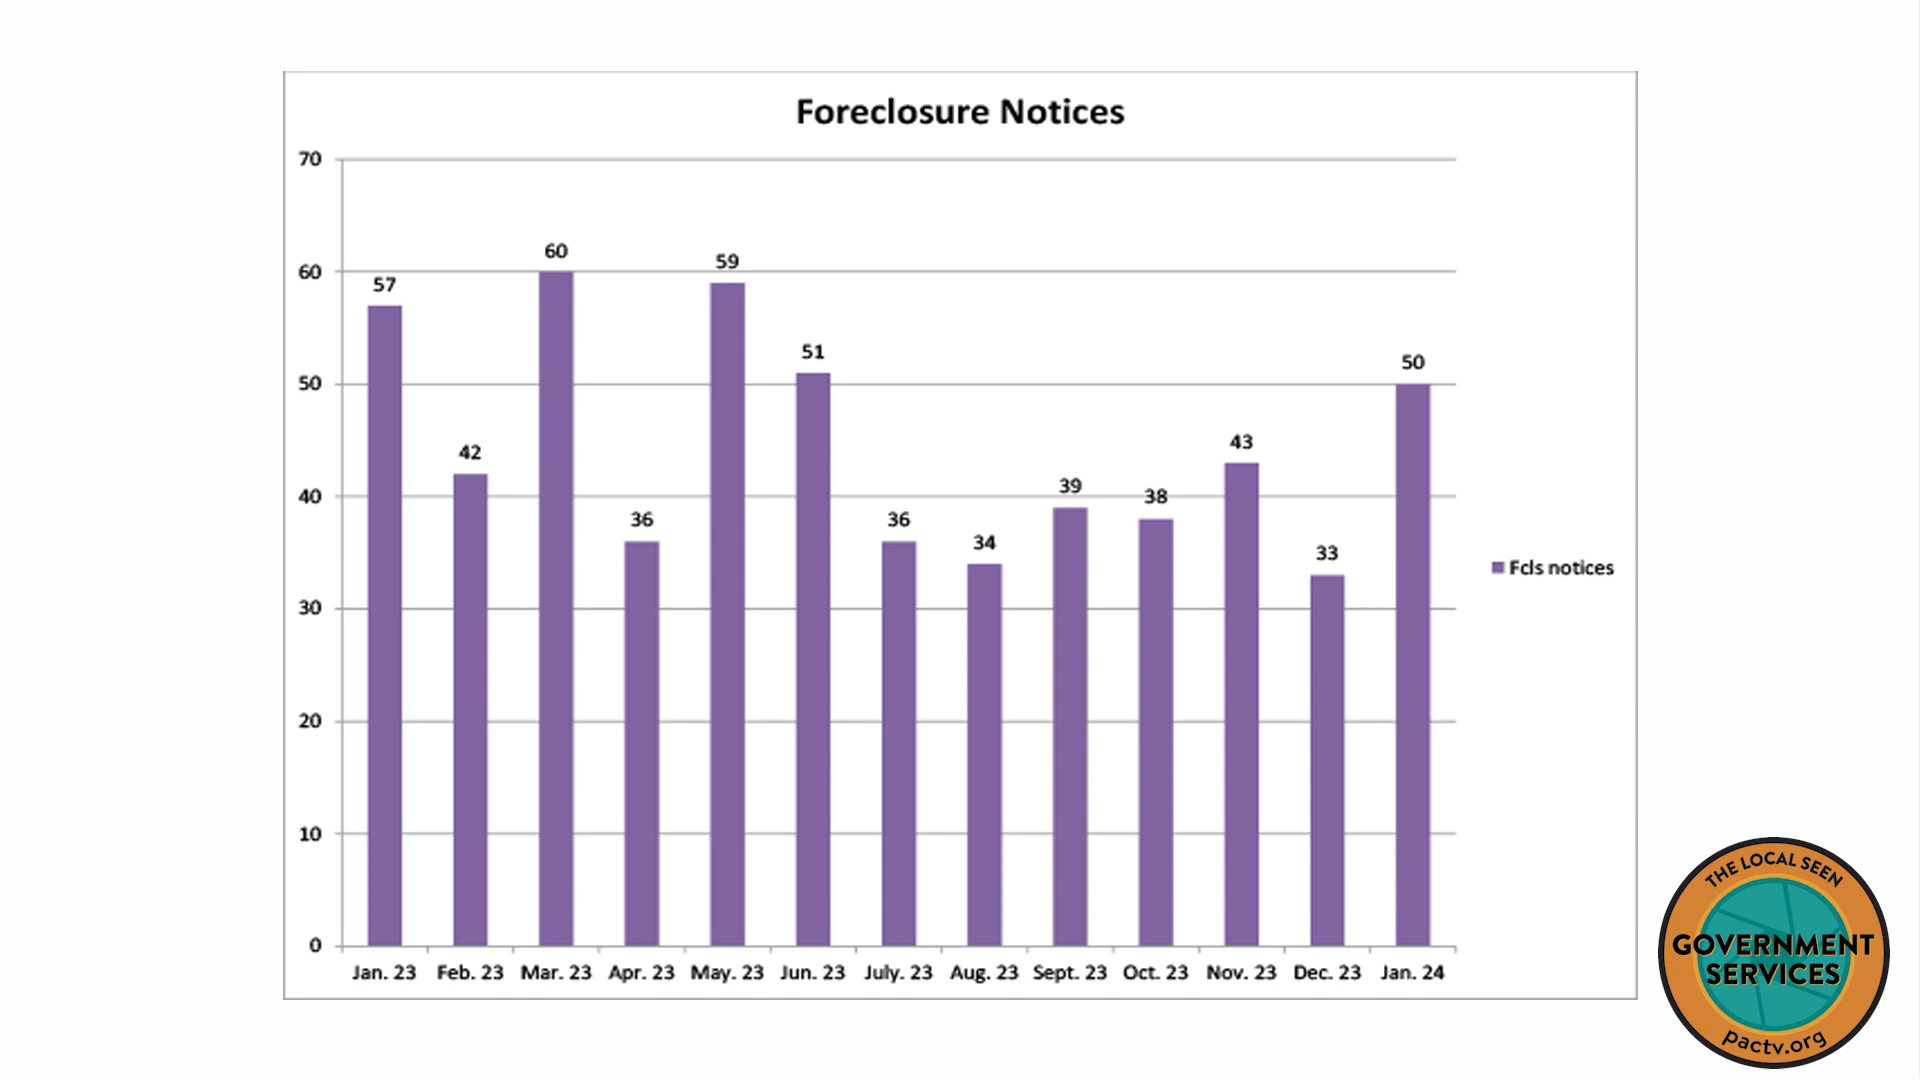 Foreclosure Notices
70
60
50
40
30
20
10
0
57
42
60
36
59
51
36
34
39
38
43
33
50
Jan. 23
Feb. 23
Mar. 23
Apr. 23
May. 23
Jun. 23
July. 23
Aug. 23
Sept. 23
Oct. 23
Nov. 23
Dec. 23
Jan. 24
Fcls notices
THE LOCAL SEEN
GOVERNMENT
SERVICES
pactv.org